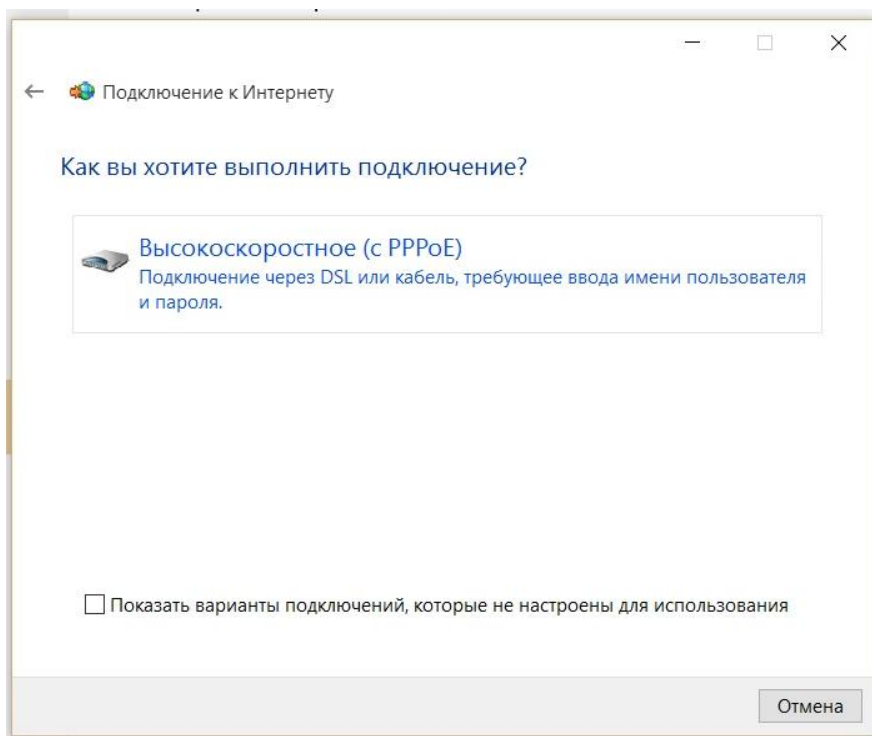 Подключение к Интернету
Как вы хотите выполнить подключение?
Высокоскоростное (с PPPoE)
Подключение через DSL или кабель, требующее ввода имени пользователя
и пароля.
Показать варианты подключений, которые не настроены для использования
Отмена